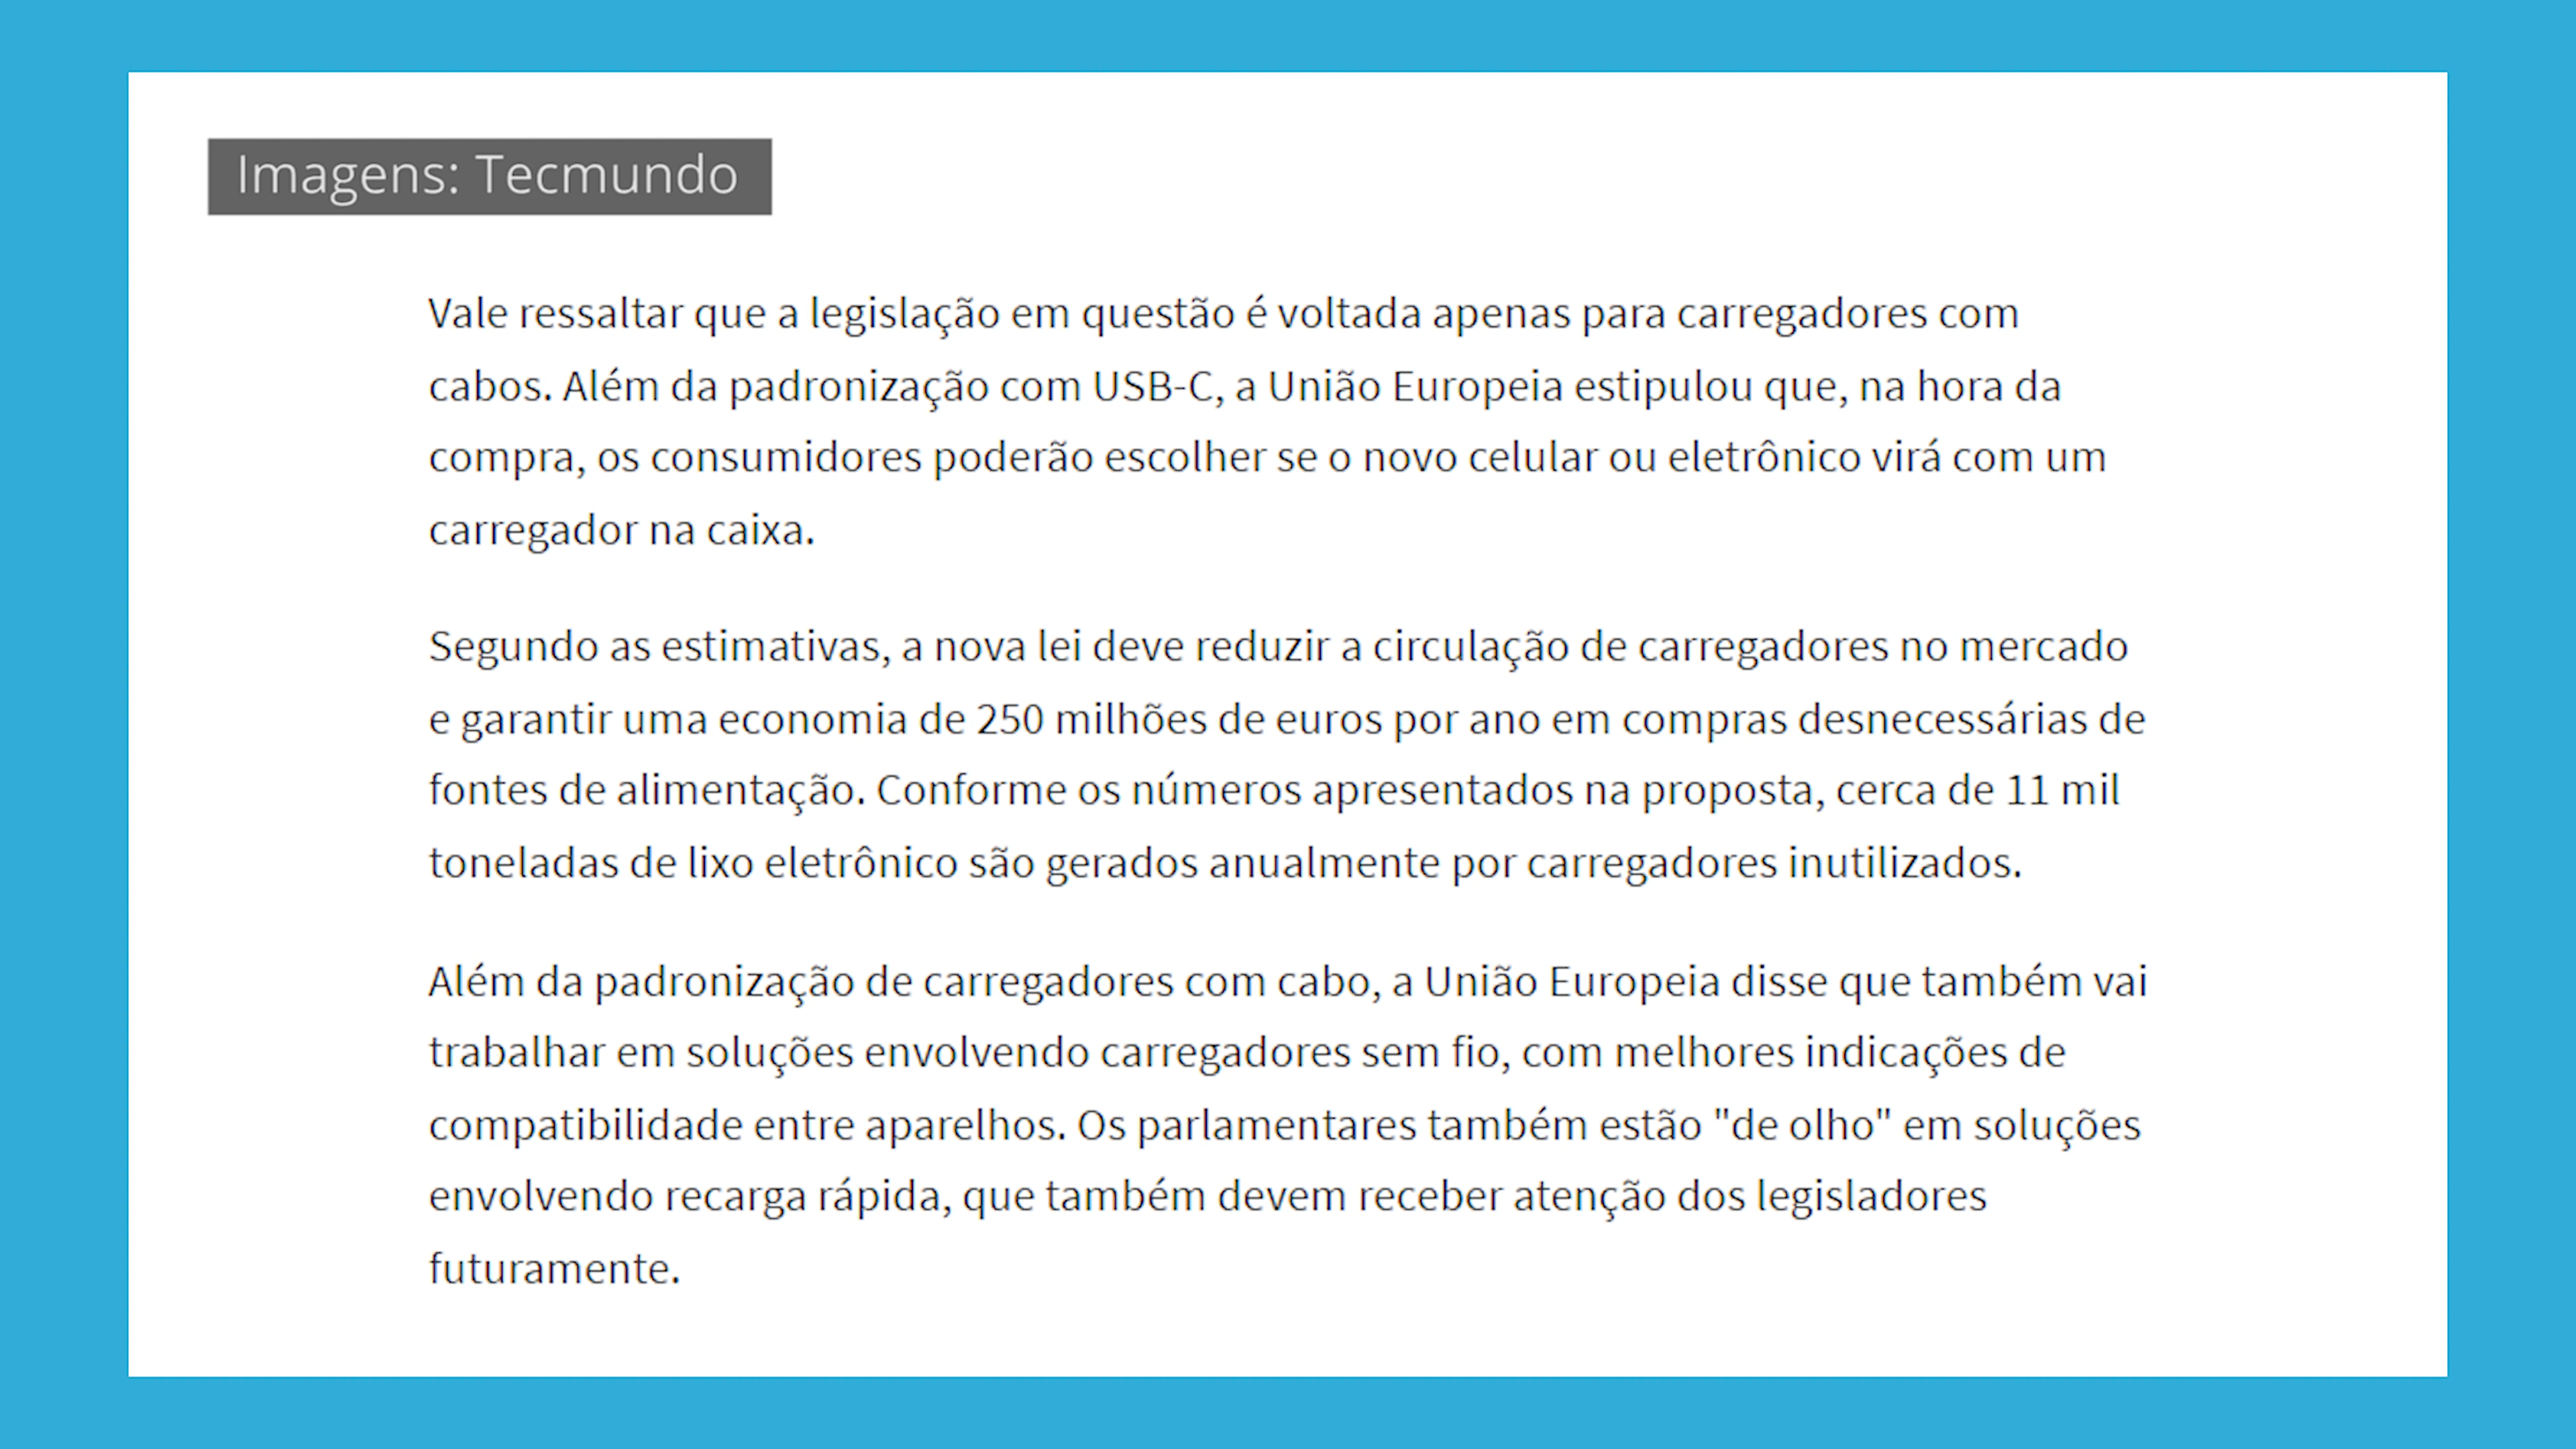 Imagens: Tecmundo
Vale ressaltar que a legislação em questão é voltada apenas para carregadores com
cabos. Além da padronização com USB-C, a União Europeia estipulou que, na hora da
compra, os consumidores poderão escolher se o novo celular ou eletrônico virá com um
carregador na caixa.
Segundo as estimativas, a nova lei deve reduzir a circulação de carregadores no mercado
e garantir uma economia de 250 milhões de euros por ano em compras desnecessárias de
fontes de alimentação. Conforme os números apresentados na proposta, cerca de 11 mil
toneladas de lixo eletrônico são gerados anualmente por carregadores inutilizados.
Além da padronização de carregadores com cabo, a União Europeia disse que também vai
trabalhar em soluções envolvendo carregadores sem fio, com melhores indicações de
compatibilidade entre aparelhos. Os parlamentares também estão "de olho" em soluções
envolvendo recarga rápida, que também devem receber atenção dos legisladores
futuramente.